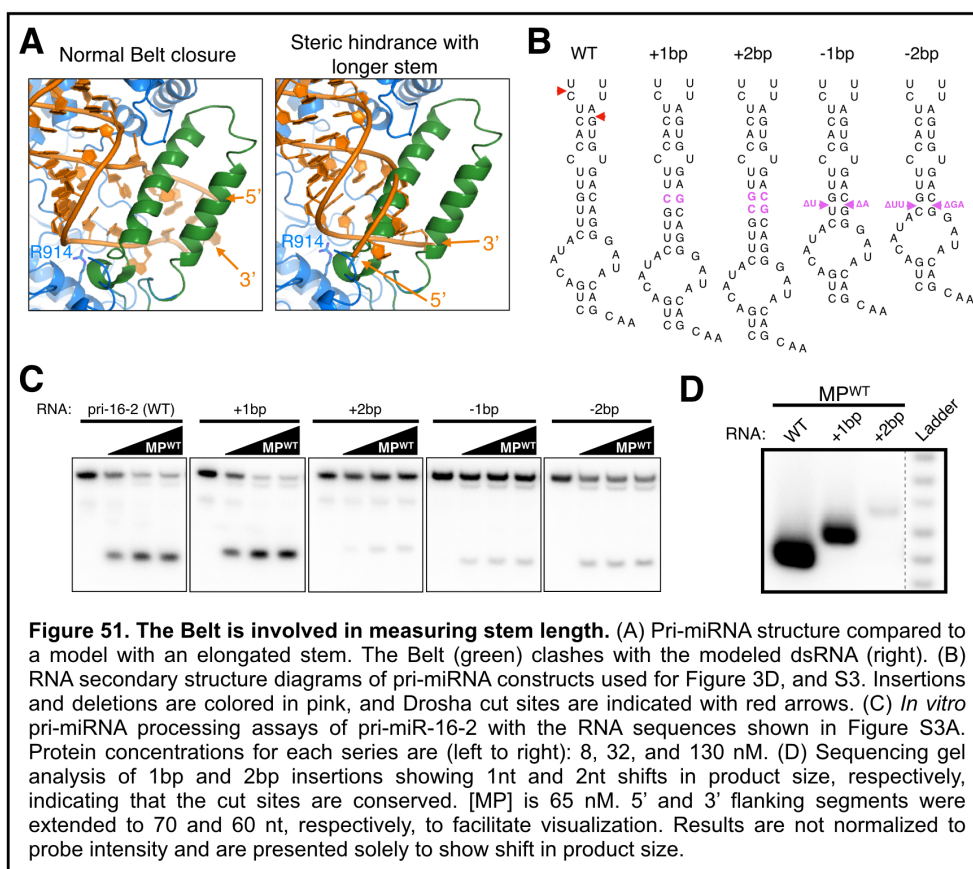 A
Normal Belt closure
Steric hindrance with
longer stem
R914
5’
3’
R914
3’
5’
B
WT +1bp +2bp -1bp -2bp
ΔU ΔA ΔUU ΔGA
C
RNA: pri-16-2 (WT) +1bp +2bp -1bp -2bp
MPWT MPWT MPWT MPWT MPWT
D
MPWT
RNA: WT +1bp +2bp Ladder
Figure 51. The Belt is involved in measuring stem length. (A) Pri-miRNA structure compared to
a model with an elongated stem. The Belt (green) clashes with the modeled dsRNA (right). (B)
RNA secondary structure diagrams of pri-miRNA constructs used for Figure 3D, and S3. Insertions
and deletions are colored in pink, and Drosha cut sites are indicated with red arrows. (C) In vitro
pri-miRNA processing assays of pri-miR-16-2 with the RNA sequences shown in Figure S3A.
Protein concentrations for each series are (left to right): 8, 32, and 130 nM. (D) Sequencing gel
analysis of 1bp and 2bp insertions showing 1nt and 2nt shifts in product size, respectively,
indicating that the cut sites are conserved. [MP] is 65 nM. 5’ and 3’ flanking segments were
extended to 70 and 60 nt, respectively, to facilitate visualization. Results are not normalized to
probe intensity and are presented solely to show shift in product size.